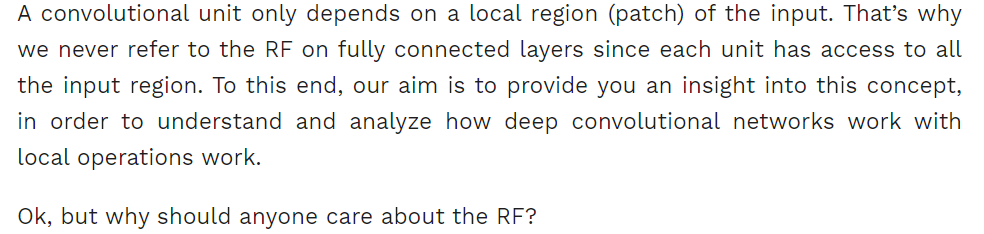 A convolutional unit only depends on a local region (patch) of the input. That’s why
we never refer to the RF on fully connected layers since each unit has access to all
the input region. To this end, our aim is to provide you an insight into this concept,
in order to understand and analyze how deep convolutional networks work with
local operations work.
Ok, but why should anyone care about the RF?